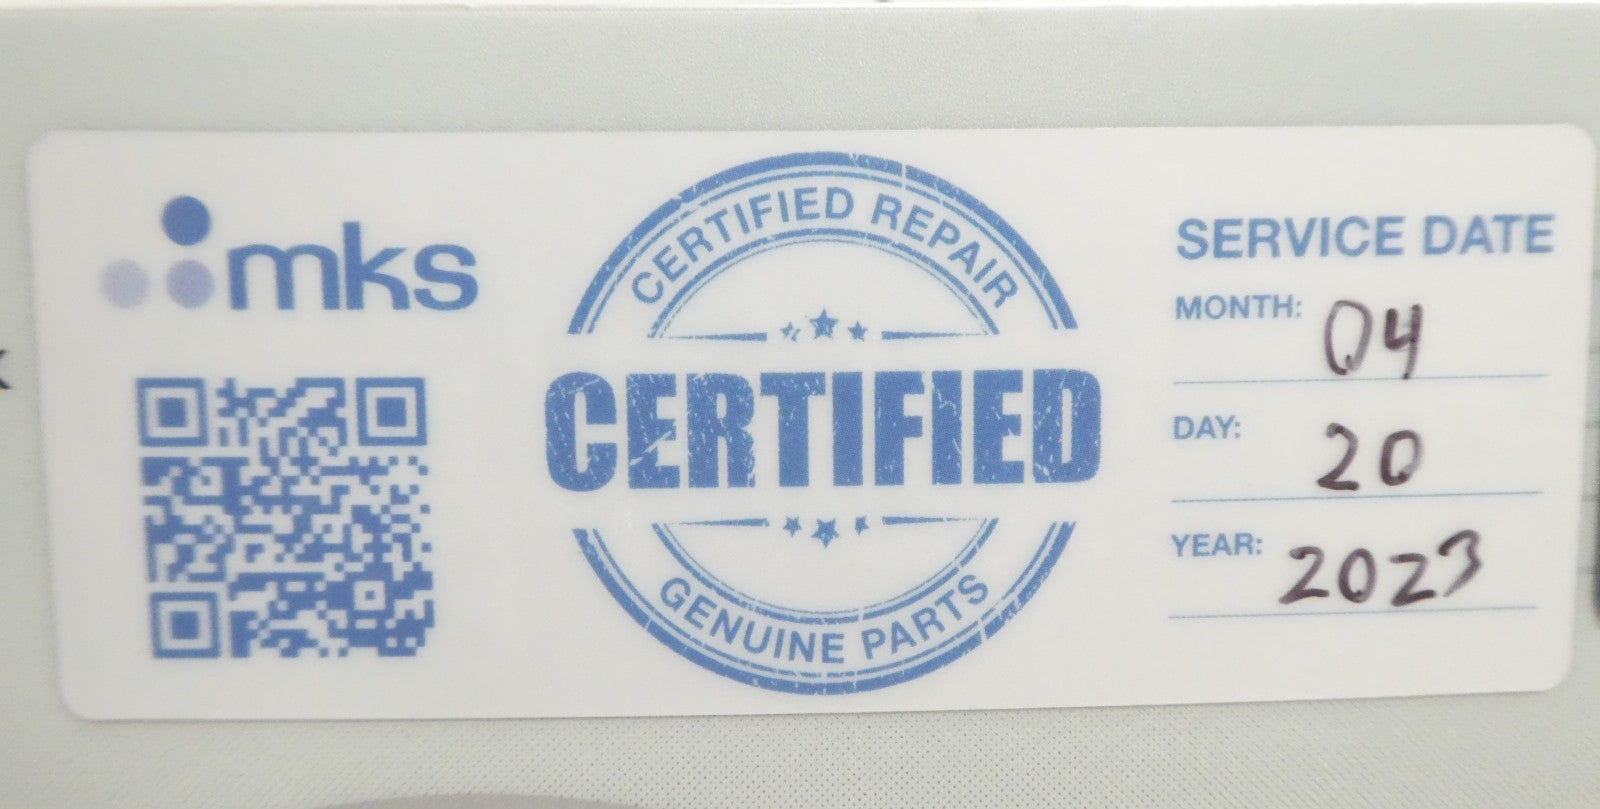 mks
CERTIFIED REPAIR
CERTIFIED
GENUINE PARTS
SERVICE DATE
MONTH: 04
DAY: 20
YEAR: 2023